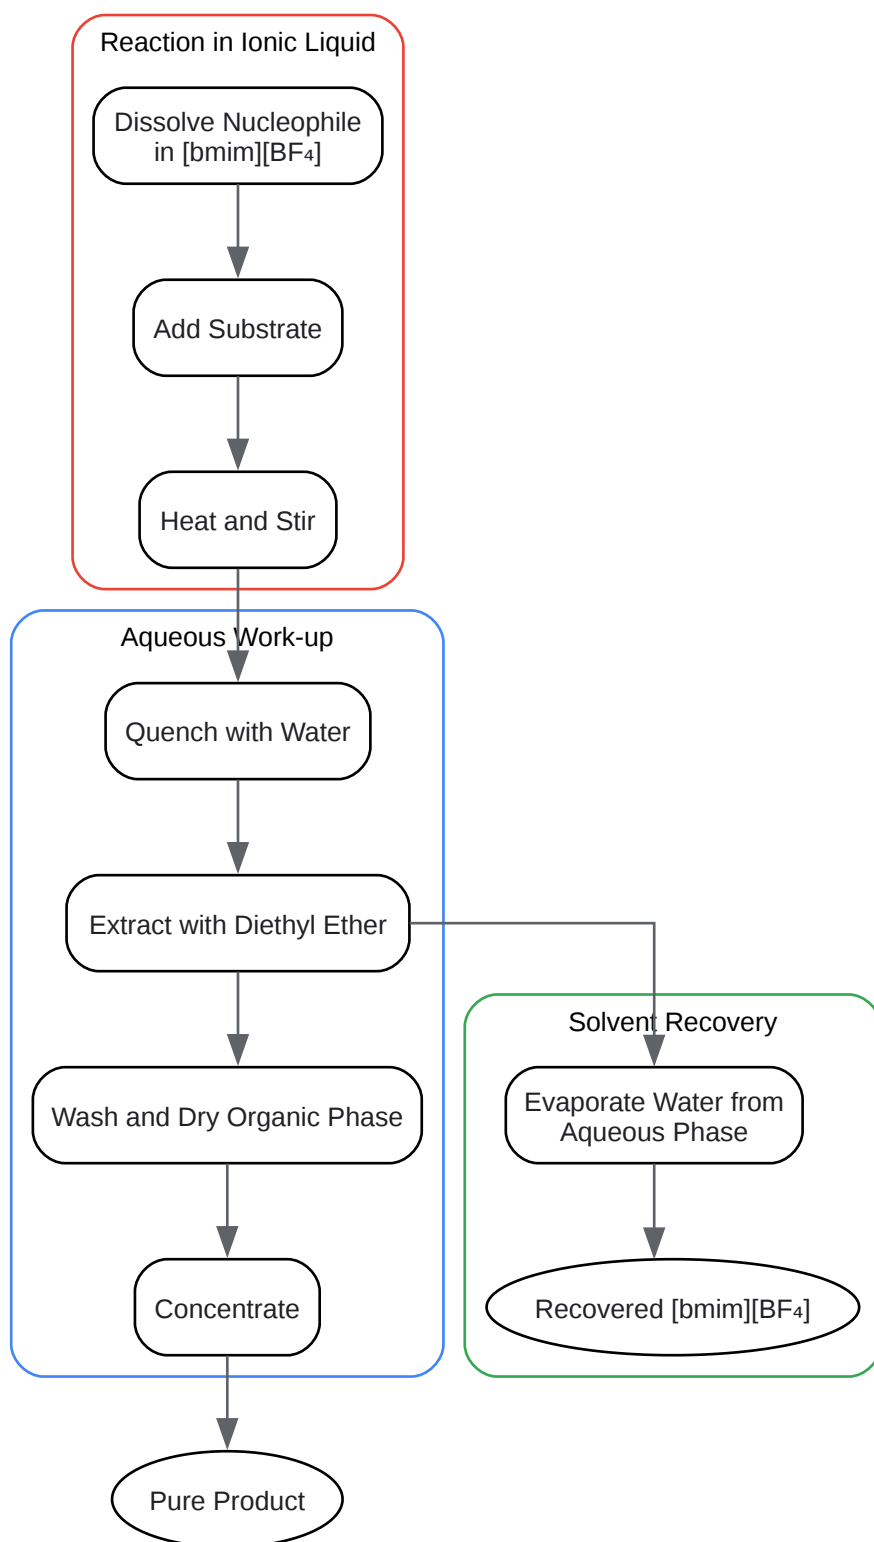 Reaction in Ionic Liquid
Dissolve Nucleophile
in [bmim][BF₄]
Add Substrate
Heat and Stir
Aqueous Work-up
Quench with Water
Extract with Diethyl Ether
Solvent Recovery
Wash and Dry Organic Phase
Evaporate Water from
Aqueous Phase
Concentrate
Recovered [bmim][BF₄]
Pure Product